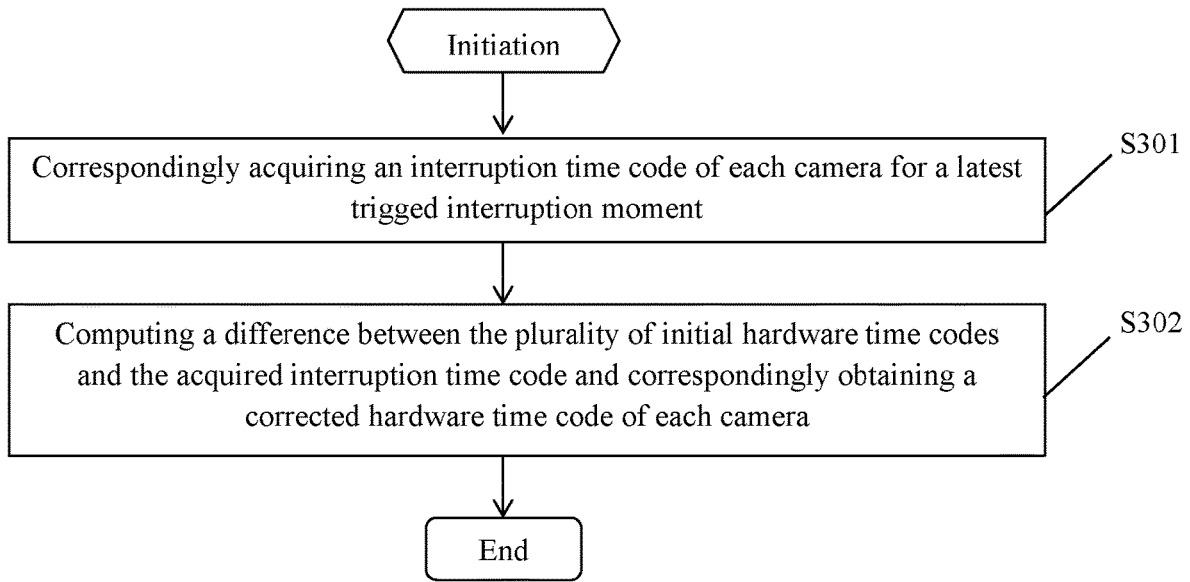 Initiation
S301
Correspondingly acquiring an interruption time code of each camera for a latest
trigged interruption moment
S302
Computing a difference between the plurality of initial hardware time codes
and the acquired interruption time code and correspondingly obtaining a
corrected hardware time code of each camera
End